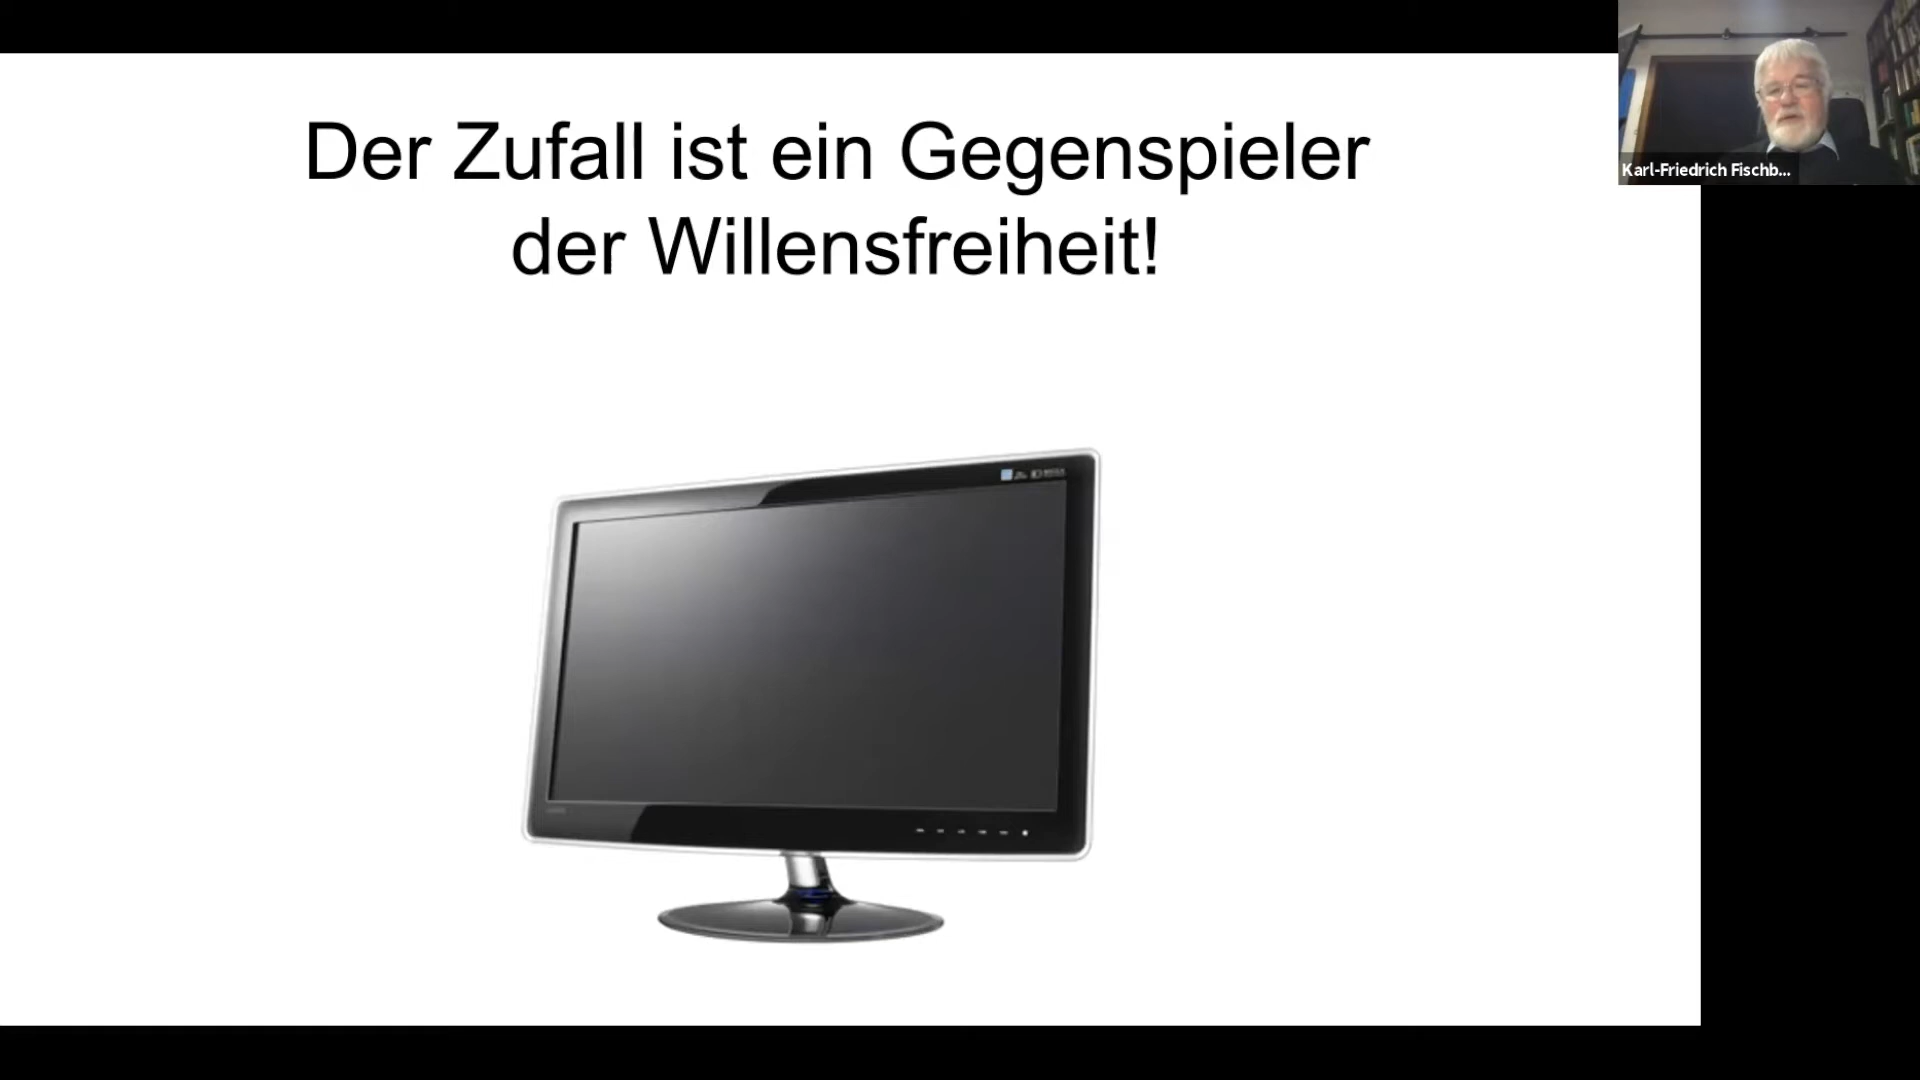 Der Zufall ist ein Gegenspieler
der Willensfreiheit!
Karl-Friedrich Fischb...